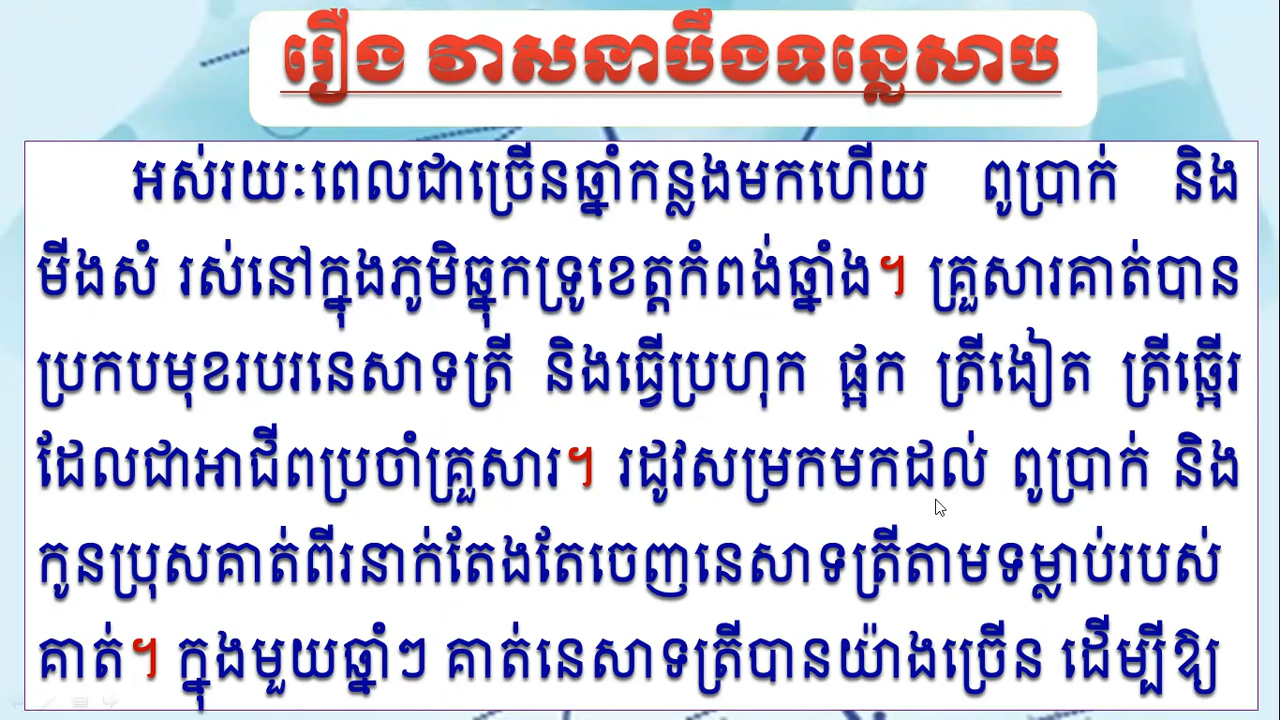 រឿង វាសនាបឹងទន្លេសាប
អស់រយៈពេលជាច្រើនឆ្នាំកន្លងមកហើយ ពូប្រាក់ និង
មីងសំ រស់នៅក្នុងភូមិឆ្នុកទ្រូខេត្តកំពង់ឆ្នាំង។ គ្រួសារគាត់បាន
ប្រកបមុខរបរនេសាទត្រី និងធ្វើប្រហុក ផ្អក ត្រីងៀត ត្រីឆ្អើរ
ដែលជាអាជីពប្រចាំគ្រួសារ។ រដូវសម្រកមកដល់ ពូប្រាក់ និង
កូនប្រុសគាត់ពីរនាក់តែងតែចេញនេសាទត្រីតាមទម្លាប់របស់
គាត់។ ក្នុងមួយឆ្នាំៗ គាត់នេសាទត្រីបានយ៉ាងច្រើន ដើម្បីឱ្យ